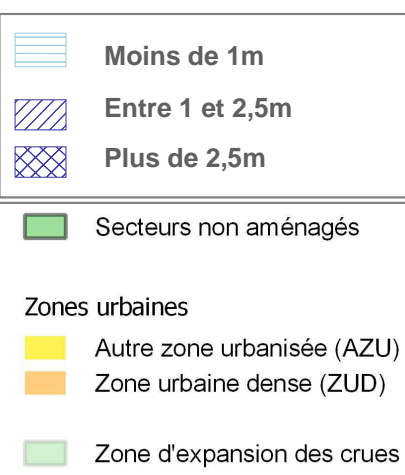 Moins de 1m
Entre 1 et 2,5m
Plus de 2,5m
Secteurs non aménagés
Zones urbaines
Autre zone urbanisée (AZU)
Zone urbaine dense (ZUD)
Zone d'expansion des crues